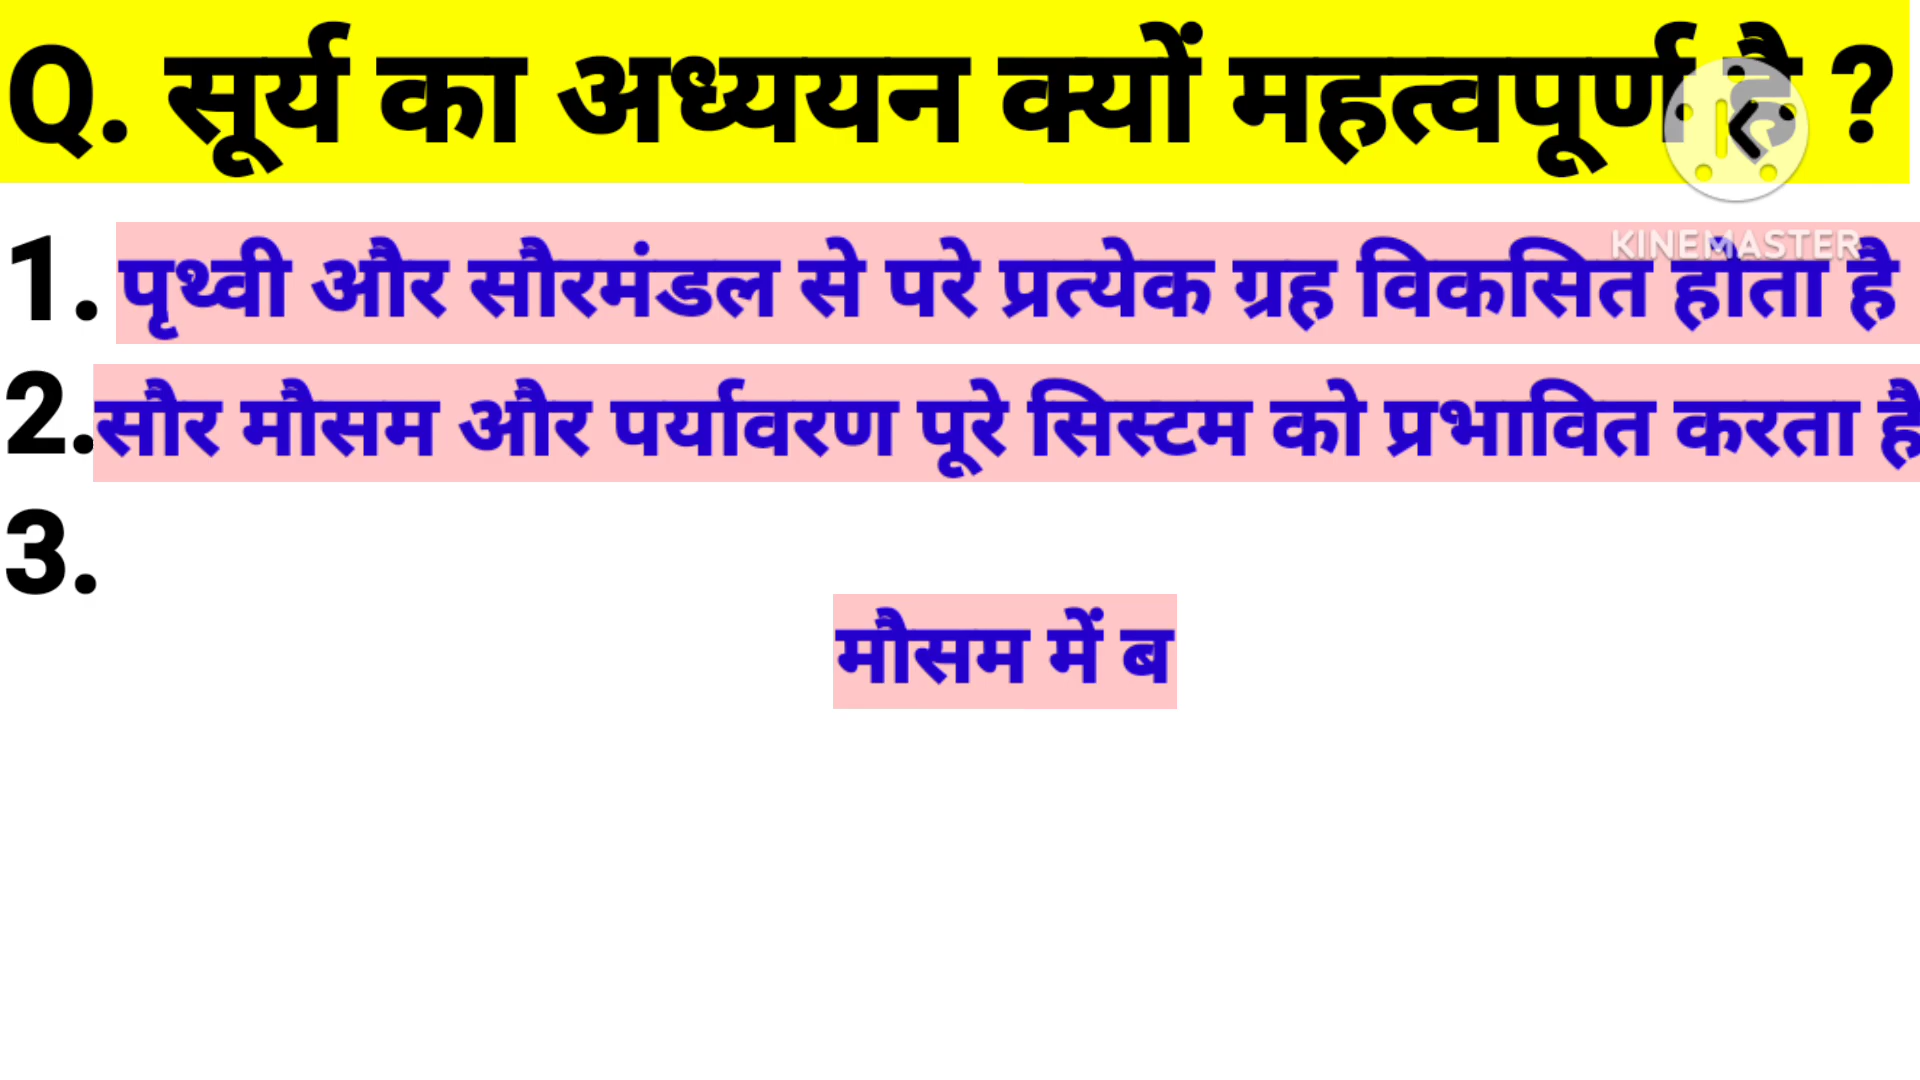 Q. सूर्य का अध्ययन क्यों महत्वपूर्ण है ?
KINEMASTER
1. पृथ्वी और सौरमंडल से परे प्रत्येक ग्रह विकसित होता है
2. सौर मौसम और पर्यावरण पूरे सिस्टम को प्रभावित करता है
3.
मौसम में ब